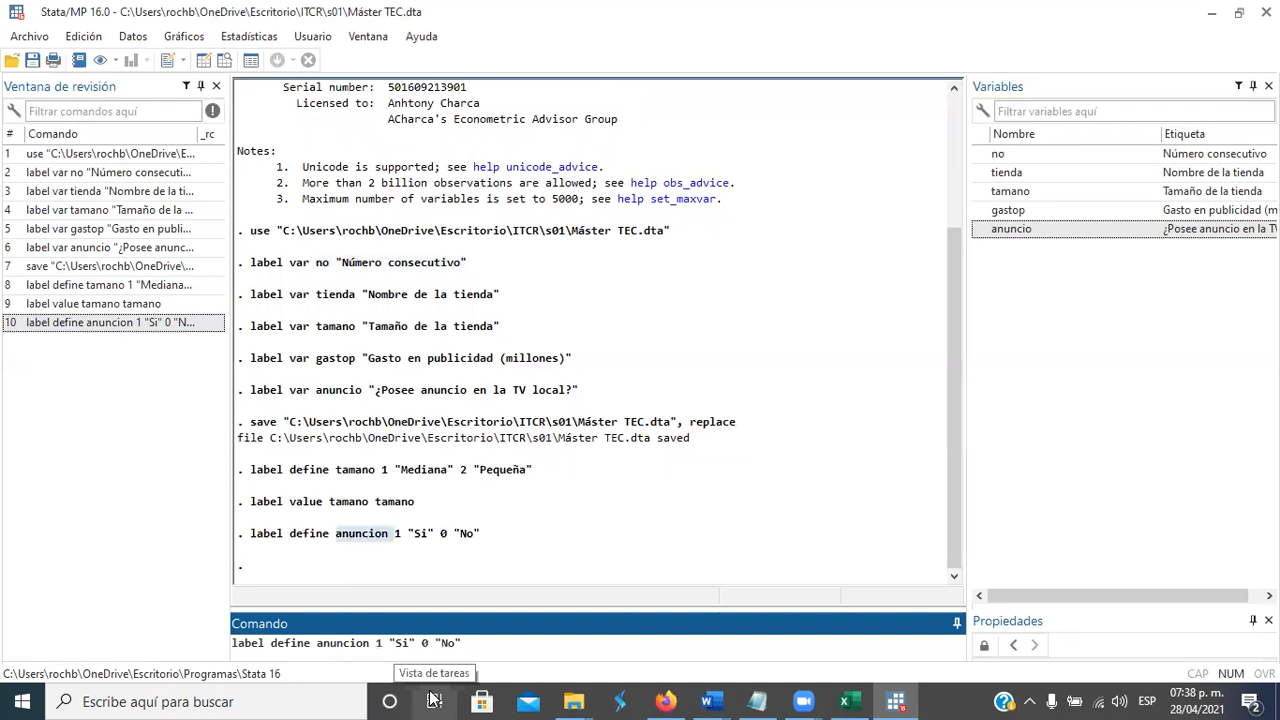 Stata/MP 16.0 - C:\Users\rochb\OneDrive\Escritorio\ITCR\s01\Máster TEC.dta
Archivo Edición Datos Gráficos Estadísticas Usuario Ventana Ayuda
Ventana de revisión
Filtrar comandos aquí
# Comando _rc
1 use "C:\Users\rochb\OneDrive\E...
2 label var no "Número consecuti...
3 label var tienda "Nombre de la ti...
4 label var tamano "Tamaño de la ...
5 label var gastop "Gasto en publi...
6 label var anuncio "¿Posee anunc...
7 save "C:\Users\rochb\OneDrive\...
8 label define tamano 1 "Mediana...
9 label value tamano tamano
10 label define anuncion 1 "Si" 0 "N...
Serial number: 501609213901
Licensed to: Anhtony Charca
ACharca's Econometric Advisor Group
Notes:
1. Unicode is supported; see help unicode_advice.
2. More than 2 billion observations are allowed; see help obs_advice.
3. Maximum number of variables is set to 5000; see help set_maxvar.
. use "C:\Users\rochb\OneDrive\Escritorio\ITCR\s01\Máster TEC.dta"
. label var no "Número consecutivo"
. label var tienda "Nombre de la tienda"
. label var tamano "Tamaño de la tienda"
. label var gastop "Gasto en publicidad (millones)"
. label var anuncio "¿Posee anuncio en la TV local?"
. save "C:\Users\rochb\OneDrive\Escritorio\ITCR\s01\Máster TEC.dta", replace
file C:\Users\rochb\OneDrive\Escritorio\ITCR\s01\Máster TEC.dta saved
. label define tamano 1 "Mediana" 2 "Pequeña"
. label value tamano tamano
. label define anuncion 1 "Si" 0 "No"
.
Comando
label define anuncion 1 "Si" 0 "No"
Variables
Filtrar variables aquí
Nombre Etiqueta
no Número consecutivo
tienda Nombre de la tienda
tamano Tamaño de la tienda
gastop Gasto en publicidad (m
anuncio ¿Posee anuncio en la TV
Propiedades
C:\Users\rochb\OneDrive\Escritorio\Programas\Stata 16
CAP NUM OVR
Vista de tareas
Escribe aquí para buscar
ESP
07:38 p. m.
28/04/2021
2